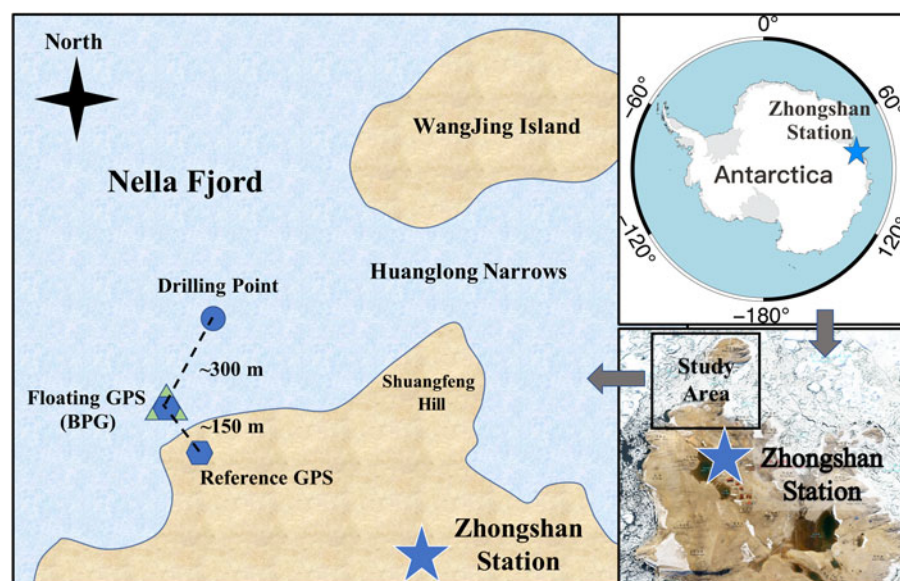 North
WangJing Island
Nella Fjord
Huanglong Narrows
Drilling Point
~300 m
Floating GPS
(BPG)
~150 m
Shuangfeng
Hill
Reference GPS
Zhongshan
Station
0°
60°
120°
-180°
-120°
-60°
Zhongshan
Station
Antarctica
Study
Area
Zhongshan
Station